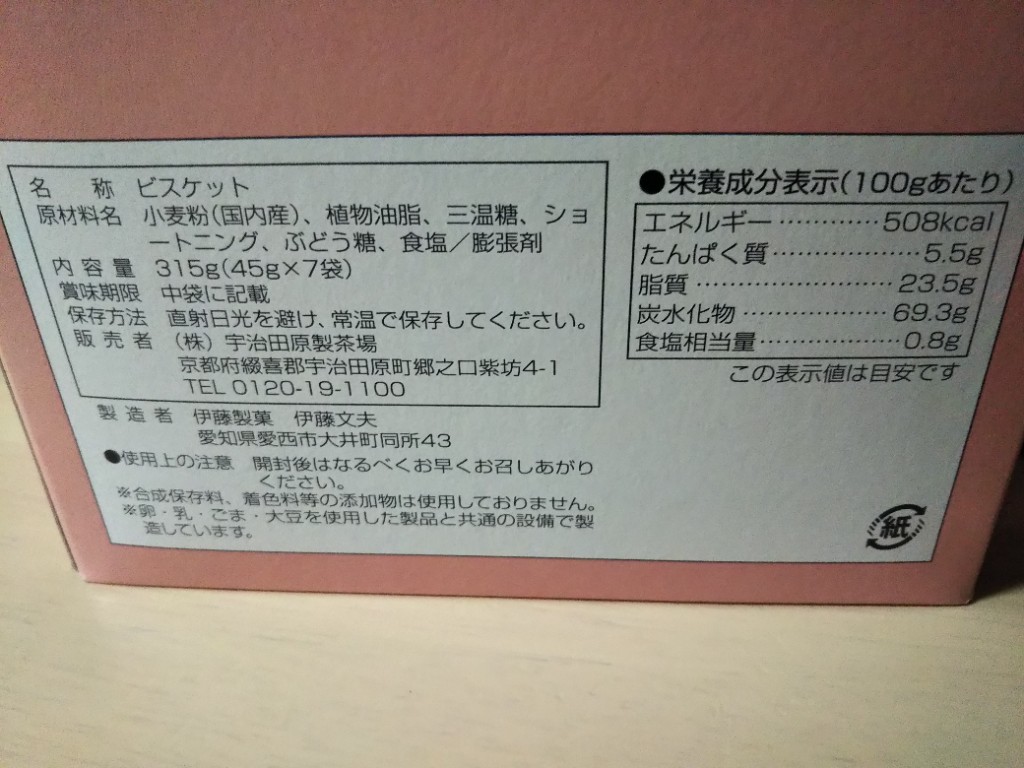 名称 ビスケット
原材料名 小麦粉(国内産)、植物油脂、三温糖、ショ
ートニング、ぶどう糖、食塩／膨張剤
内容量 315g(45g×7袋)
賞味期限 中袋に記載
保存方法 直射日光を避け、常温で保存してください。
販売者 (株)宇治田原製茶場
京都府綴喜郡宇治田原町郷之口紫坊4-1
TEL 0120-19-1100
製造者 伊藤製菓 伊藤文夫
愛知県愛西市大井町同所43
●使用上の注意 開封後はなるべくお早くお召しあがり
ください。
※合成保存料、着色料等の添加物は使用しておりません。
※卵・乳・ごま・大豆を使用した製品と共通の設備で製
造しています。
●栄養成分表示(100gあたり)
エネルギー…………508kcal
たんぱく質………………5.5g
脂質……………………23.5g
炭水化物………………69.3g
食塩相当量……………0.8g
この表示値は目安です
紙